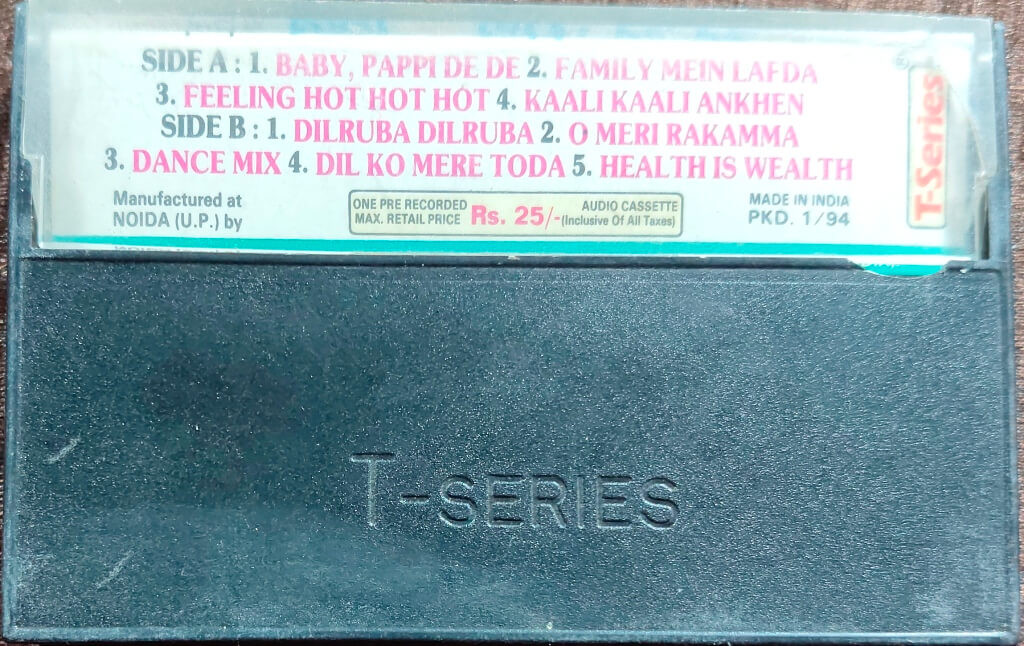 SIDE A : 1. BABY, PAPPI DE DE 2. FAMILY MEIN LAFDA
3. FEELING HOT HOT HOT 4. KAALI KAALI ANKHEN
SIDE B : 1. DILRUBA DILRUBA 2. O MERI RAKAMMA
3. DANCE MIX 4. DIL KO MERE TODA 5. HEALTH IS WEALTH
Manufactured at
NOIDA (U.P.) by
ONE PRE RECORDED AUDIO CASSETTE
MAX. RETAIL PRICE Rs. 25/- (Inclusive Of All Taxes)
MADE IN INDIA
PKD. 1/94
T-Series
T-SERIES